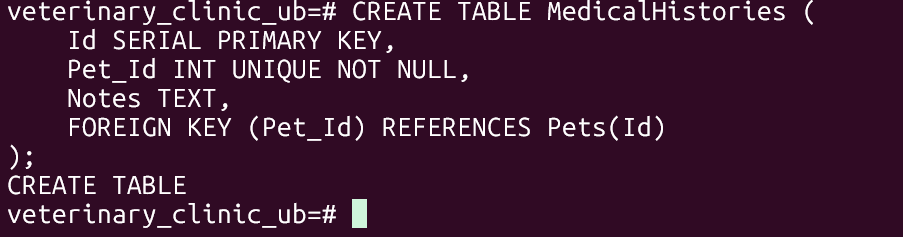 veterinary_clinic_ub=# CREATE TABLE MedicalHistories (
    Id SERIAL PRIMARY KEY,
    Pet_Id INT UNIQUE NOT NULL,
    Notes TEXT,
    FOREIGN KEY (Pet_Id) REFERENCES Pets(Id)
);
CREATE TABLE
veterinary_clinic_ub=#